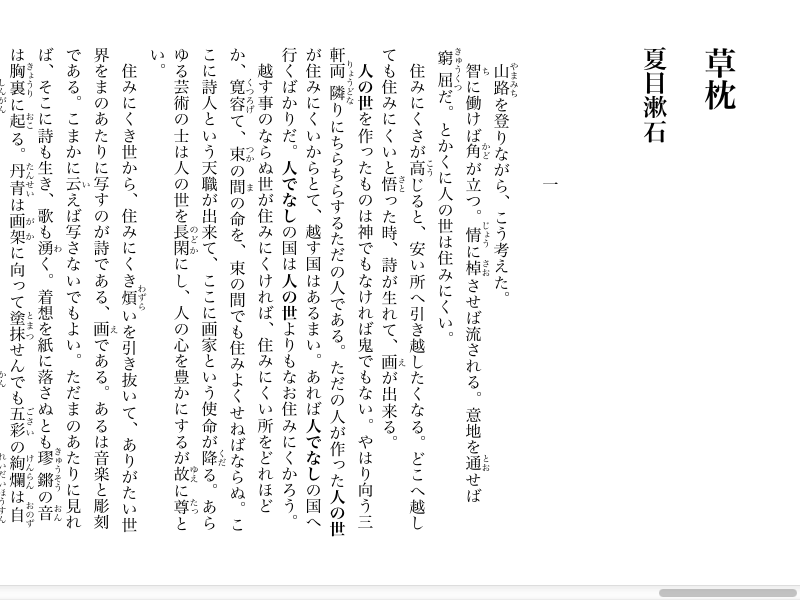 草枕
夏目漱石
一
山路を登りながら、こう考えた。
智に働けば角が立つ。情に棹させば流される。意地を通せば
窮屈だ。とかくに人の世は住みにくい。
住みにくさが高じると、安い所へ引き越したくなる。どこへ越し
ても住みにくいと悟った時、詩が生れて、画が出来る。
人の世を作ったものは神でもなければ鬼でもない。やはり向う三
軒両隣りにちらちらするただの人である。ただの人が作った人の世
が住みにくいからとて、越す国はあるまい。あれば人でなしの国へ
行くばかりだ。人でなしの国は人の世よりもなお住みにくかろう。
越す事のならぬ世が住みにくければ、住みにくい所をどれほど
か、寛容て、束の間の命を、束の間でも住みよくせねばならぬ。こ
こに詩人という天職が出来て、ここに画家という使命が降る。あら
ゆる芸術の士は人の世を長閑にし、人の心を豊かにするが故に尊と
い。
住みにくき世から、住みにくき煩いを引き抜いて、ありがたい世
界をまのあたりに写すのが詩である、画である。あるは音楽と彫刻
である。こまかに云えば写さないでもよい。ただまのあたりに見れ
ば、そこに詩も生き、歌も湧く。着想を紙に落さぬとも璆鏘の音
は胸裏に起る。丹青は画架に向って塗抹せんでも五彩の絢爛は自